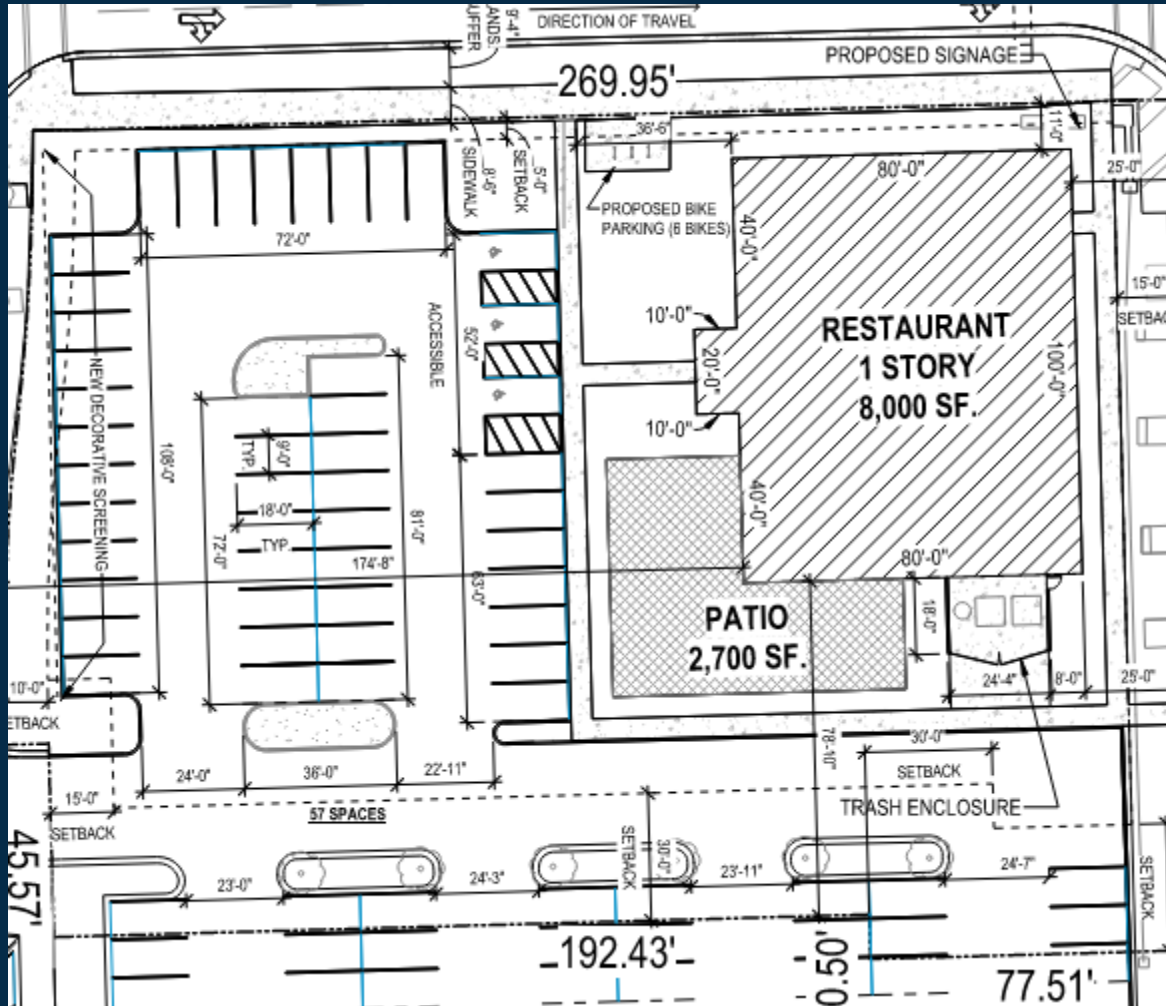 9'-4"
LANDS.
BUFFER
DIRECTION OF TRAVEL
PROPOSED SIGNAGE
269.95'
36'-6"
11'-0"
80'-0"
25'-0"
SIDEWALK
8'-6"
SETBACK
5'-0"
PROPOSED BIKE
PARKING (6 BIKES)
72'-0"
40'-0"
15'-0"
SETBAC
ACCESSIBLE
52'-0"
10'-0"
20'-0"
10'-0"
RESTAURANT
1 STORY
8,000 SF.
100'-0"
NEW DECORATIVE SCREENING
108'-0"
TYP.
9'-0"
18'-0"
TYP.
72'-0"
81'-0"
174'-8"
63'-0"
40'-0"
80'-0"
PATIO
2,700 SF.
18'-0"
24'-4"
8'-0"
25'-0"
10'-0"
ETBACK
24'-0"
36'-0"
22'-11"
78'-10"
30'-0"
SETBACK
TRASH ENCLOSURE
15'-0"
SETBACK
57 SPACES
SETBACK
30'-0"
SETBACK
45.57'
23'-0"
24'-3"
23'-11"
24'-7"
192.43'
0.50'
77.51'